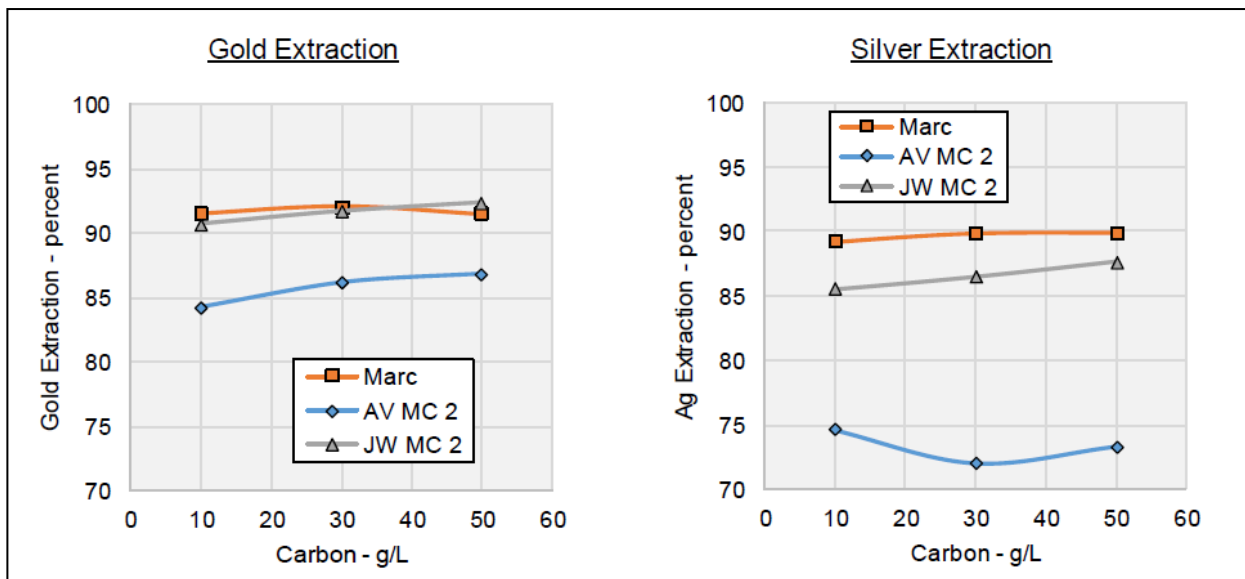 Gold Extraction
Gold Extraction - percent
100
95
90
85
80
75
70
Marc
AV MC 2
JW MC 2
0 10 20 30 40 50 60
Carbon - g/L
Silver Extraction
Ag Extraction - percent
100
95
90
85
80
75
70
Marc
AV MC 2
JW MC 2
0 10 20 30 40 50 60
Carbon - g/L